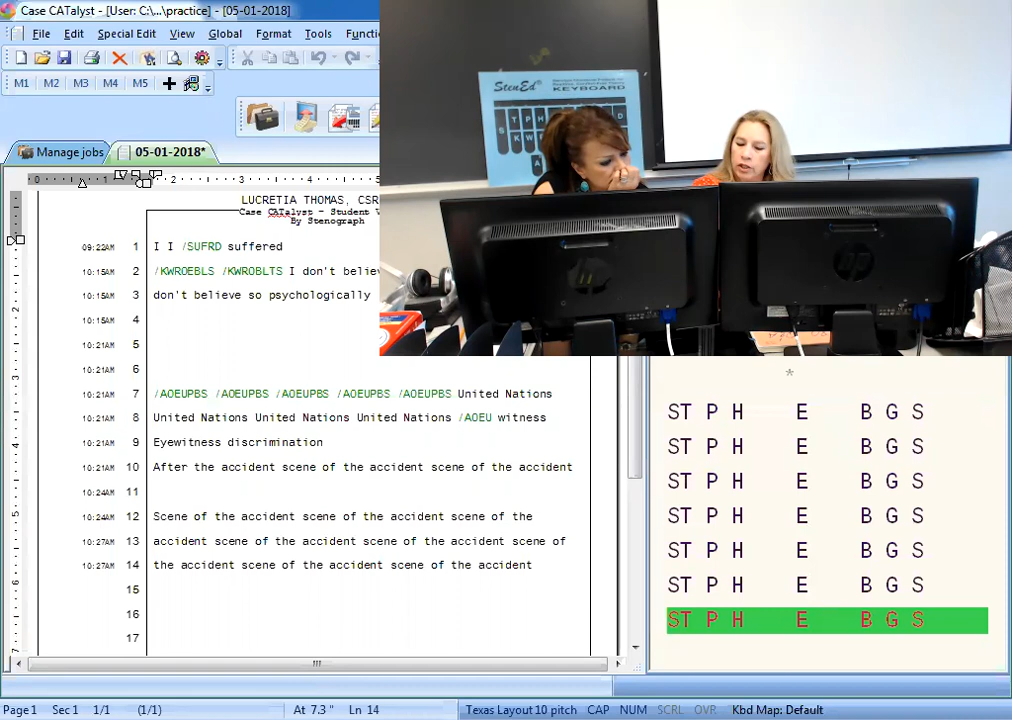 Case CATalyst - [User: C:\...\practice] - [05-01-2018]
File Edit View Special Edit View Global Format Tools Functi
M1 M2 M3 M4 M5
StenEd® KEYBOARD
Manage jobs 05-01-2018*
0 1 2 5
LUCRETIA THOMAS, CSR
Case CATalyst - Student V
By Stenograph
09:22AM 1 I I /SUFRD suffered
10:15AM 2 /KWROEBLS /KWROBLTS I don't believ
10:15AM 3 don't believe so psychologically
10:15AM 4
10:21AM 5
10:21AM 6
10:21AM 7 /AOEUPBS /AOEUPBS /AOEUPBS /AOEUPBS /AOEUPBS United Nations
10:21AM 8 United Nations United Nations United Nations /AOEU witness
10:21AM 9 Eyewitness discrimination
10:21AM 10 After the accident scene of the accident scene of the accident
10:24AM 11
10:24AM 12 Scene of the accident scene of the accident scene of the
10:27AM 13 accident scene of the accident scene of the accident scene of
10:27AM 14 the accident scene of the accident scene of the accident
15
16
17
*
ST P H E B G S
ST P H E B G S
ST P H E B G S
ST P H E B G S
ST P H E B G S
ST P H E B G S
ST P H E B G S
Page 1 Sec 1 1/1 (1/1) At 7.3 " Ln 14 Texas Layout 10 pitch CAP NUM SCRL OVR Kbd Map: Default